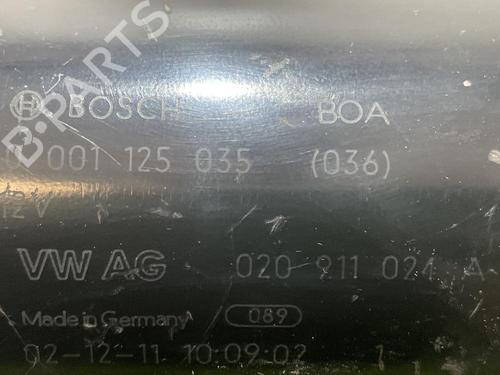 B-PARTS
BOSCH BOA
001 125 035 (036)
12 V
VW AG 020 911 024 A
Made in Germany 089
02-12-11 10:09:02 1